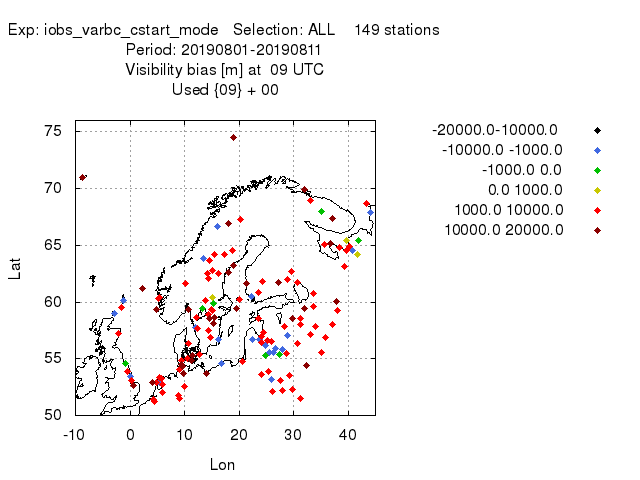 Exp: iobs_varbc_cstart_mode Selection: ALL 149 stations
Period: 20190801-20190811
Visibility bias [m] at 09 UTC
Used {09} + 00
-20000.0-10000.0
-10000.0 -1000.0
-1000.0 0.0
0.0 1000.0
1000.0 10000.0
10000.0 20000.0
75
70
65
60
55
50
Lat
-10 0 10 20 30 40
Lon